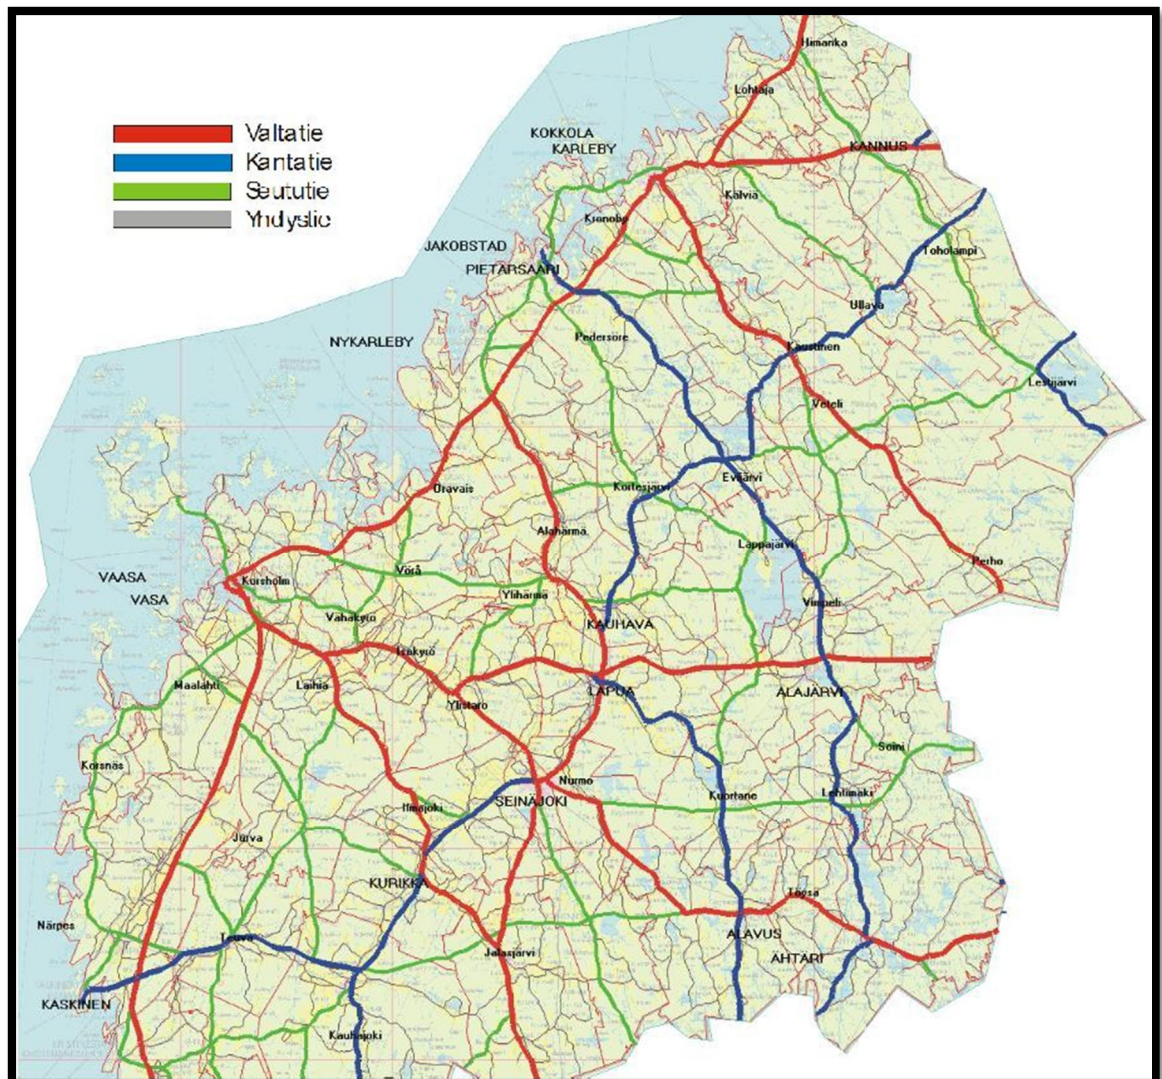 Himanka
Lohtaja
KOKKOLA
KARLEBY
KANNUS
Valtatie
Kantatie
Seututie
Kälviä
Kronoby
JAKOBSTAD
PIETARSAARI
Toholampi
Ullava
NYKARLEBY
Pedersöre
Kaustinen
Lestijärvi
Veteli
Evijärvi
Kortesjärvi
Oravais
Alahärmä
Lappajärvi
Perho
Vörå
VAASA
VASA
Korsholm
Ylihärmä
Vimpeli
Vähäkyrö
KAUHAVA
Isokyrö
Maalahti
Laihia
LAPUA
ALAJÄRVI
Ylistaro
Soini
Korsnäs
Nurmo
SEINÄJOKI
Kuortane
Lehtimäki
Ilmajoki
Jurva
KURIKKA
Töysä
Närpes
Teuva
ALAVUS
Jalasjärvi
ÄHTÄRI
KASKINEN
Kauhajoki